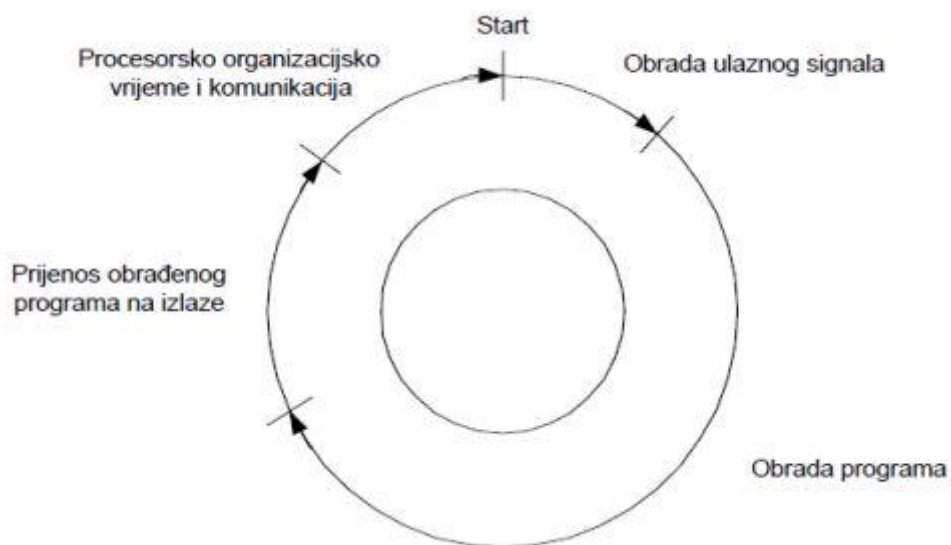 Start
Procesorsko organizacijsko
vrijeme i komunikacija
Obrada ulaznog signala
Prijenos obrađenog
programa na izlaze
Obrada programa